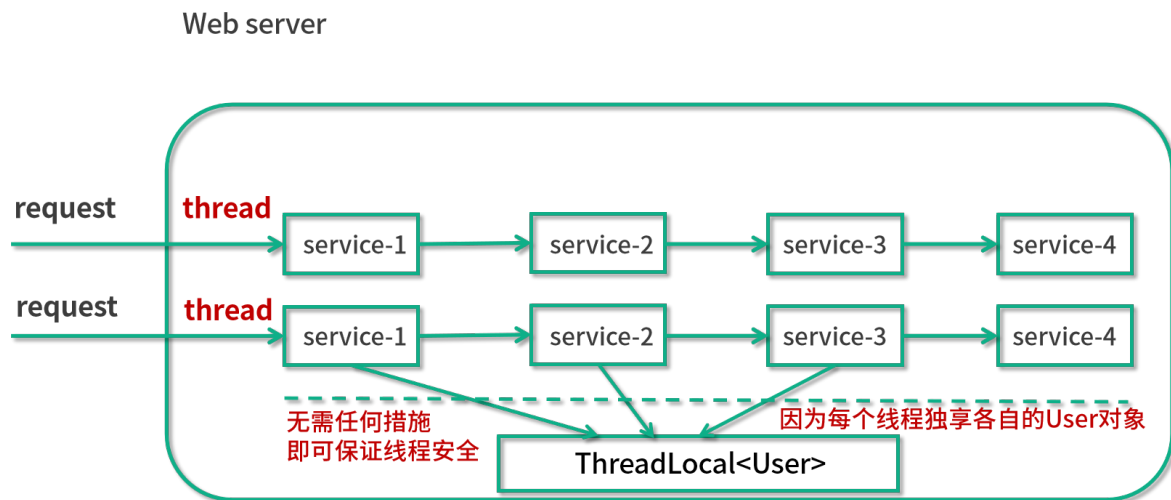 Web server
request
thread
service-1
service-2
service-3
service-4
request
thread
service-1
service-2
service-3
service-4
无需任何措施
即可保证线程安全
因为每个线程独享各自的User对象
ThreadLocal<User>